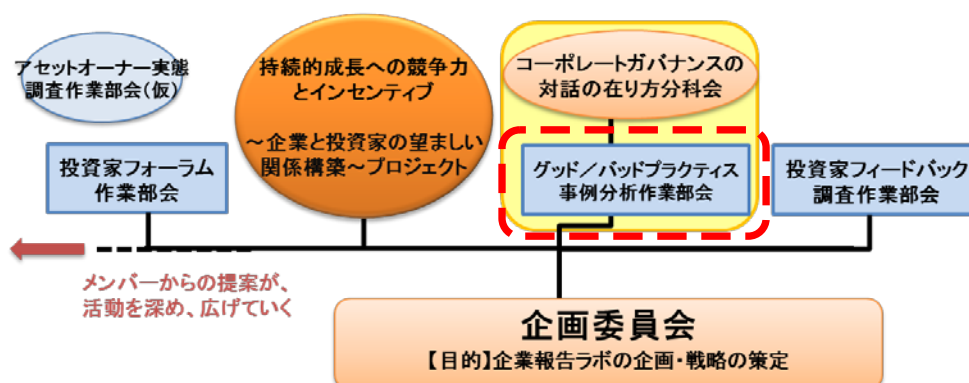 アセットオーナー実態
調査作業部会(仮)
持続的成長への競争力
とインセンティブ
~企業と投資家の望ましい
関係構築~プロジェクト
コーポレートガバナンスの
対話の在り方分科会
投資家フォーラム
作業部会
グッド/バッドプラクティス
事例分析作業部会
投資家フィードバック
調査作業部会
メンバーからの提案が、
活動を深め、広げていく
企画委員会
【目的】企業報告ラボの企画・戦略の策定